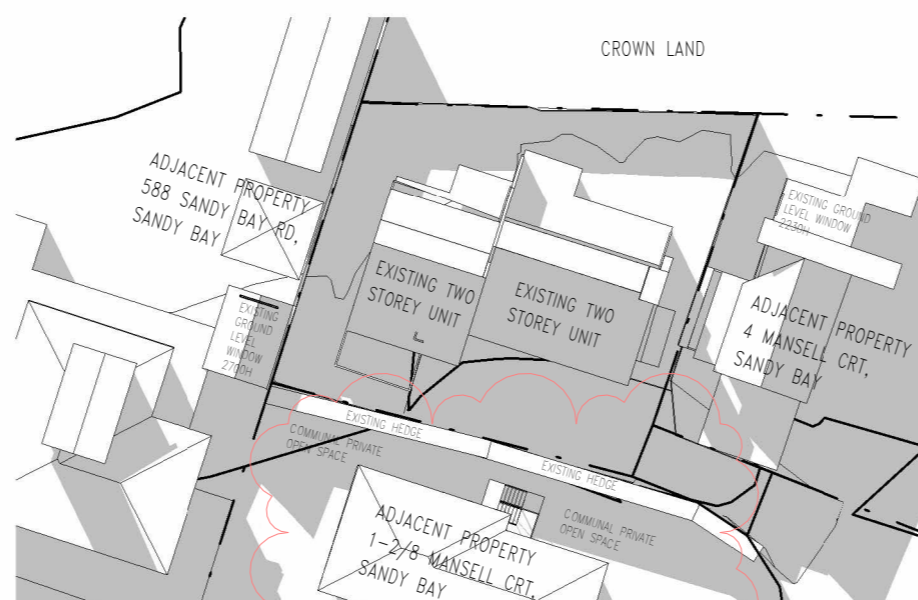 CROWN LAND
ADJACENT PROPERTY
588 SANDY BAY RD,
SANDY BAY
EXISTING GROUND
LEVEL WINDOW
2230H
EXISTING TWO
STOREY UNIT
EXISTING TWO
STOREY UNIT
ADJACENT PROPERTY
4 MANSELL CRT,
SANDY BAY
EXISTING
GROUND
LEVEL
WINDOW
2700H
EXISTING HEDGE
COMMUNAL PRIVATE
OPEN SPACE
EXISTING HEDGE
COMMUNAL PRIVATE
OPEN SPACE
ADJACENT PROPERTY
1-2/8 MANSELL CRT,
SANDY BAY